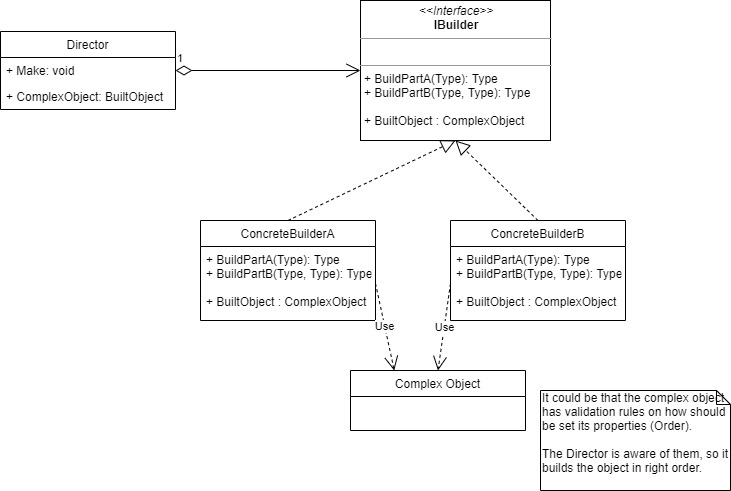 <<Interface>>
IBuilder
Director
1
+ Make: void
+ ComplexObject: BuiltObject
+ BuildPartA(Type): Type
+ BuildPartB(Type, Type): Type
+ BuiltObject : ComplexObject
ConcreteBuilderA
+ BuildPartA(Type): Type
+ BuildPartB(Type, Type): Type
+ BuiltObject : ComplexObject
ConcreteBuilderB
+ BuildPartA(Type): Type
+ BuildPartB(Type, Type): Type
+ BuiltObject : ComplexObject
Use
Use
Complex Object
It could be that the complex object
has validation rules on how should
be set its properties (Order).
The Director is aware of them, so it
builds the object in right order.